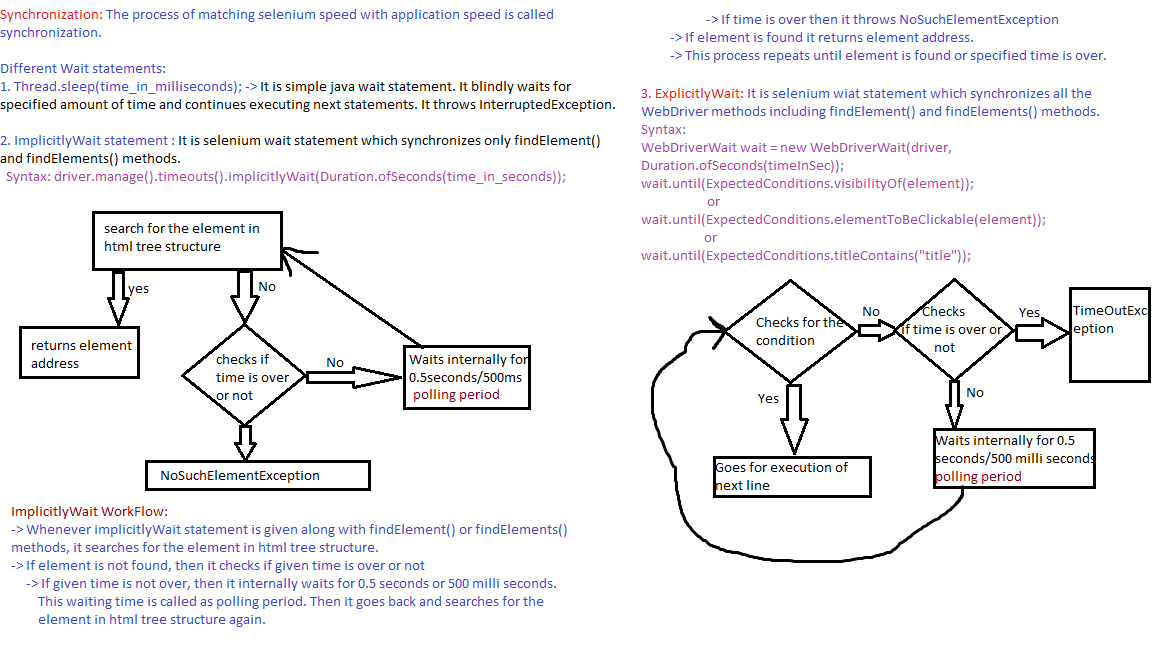 Synchronization: The process of matching selenium speed with application speed is called
synchronization.
Different Wait statements:
1. Thread.sleep(time_in_milliseconds); -> It is simple java wait statement. It blindly waits for
specified amount of time and continues executing next statements. It throws InterruptedException.
2. ImplicitlyWait statement : It is selenium wait statement which synchronizes only findElement()
and findElements() methods.
Syntax: driver.manage().timeouts().implicitlyWait(Duration.ofSeconds(time_in_seconds));
search for the element in
html tree structure
yes
No
returns element
address
checks if
time is over
or not
No
Waits internally for
0.5seconds/500ms
polling period
NoSuchElementException
ImplicitlyWait WorkFlow:
-> Whenever implicitlyWait statement is given along with findElement() or findElements()
methods, it searches for the element in html tree structure.
-> If element is not found, then it checks if given time is over or not
-> If given time is not over, then it internally waits for 0.5 seconds or 500 milli seconds.
This waiting time is called as polling period. Then it goes back and searches for the
element in html tree structure again.
-> If time is over then it throws NoSuchElementException
-> If element is found it returns element address.
-> This process repeats until element is found or specified time is over.
3. ExplicitlyWait: It is selenium wiat statement which synchronizes all the
WebDriver methods including findElement() and findElements() methods.
Syntax:
WebDriverWait wait = new WebDriverWait(driver,
Duration.ofSeconds(timeInSec));
wait.until(ExpectedConditions.visibilityOf(element));
or
wait.until(ExpectedConditions.elementToBeClickable(element));
or
wait.until(ExpectedConditions.titleContains("title"));
Checks for the
condition
No
Checks
if time is over or
not
Yes
TimeOutExc
eption
Yes
No
Goes for execution of
next line
Waits internally for 0.5
seconds/500 milli seconds
polling period